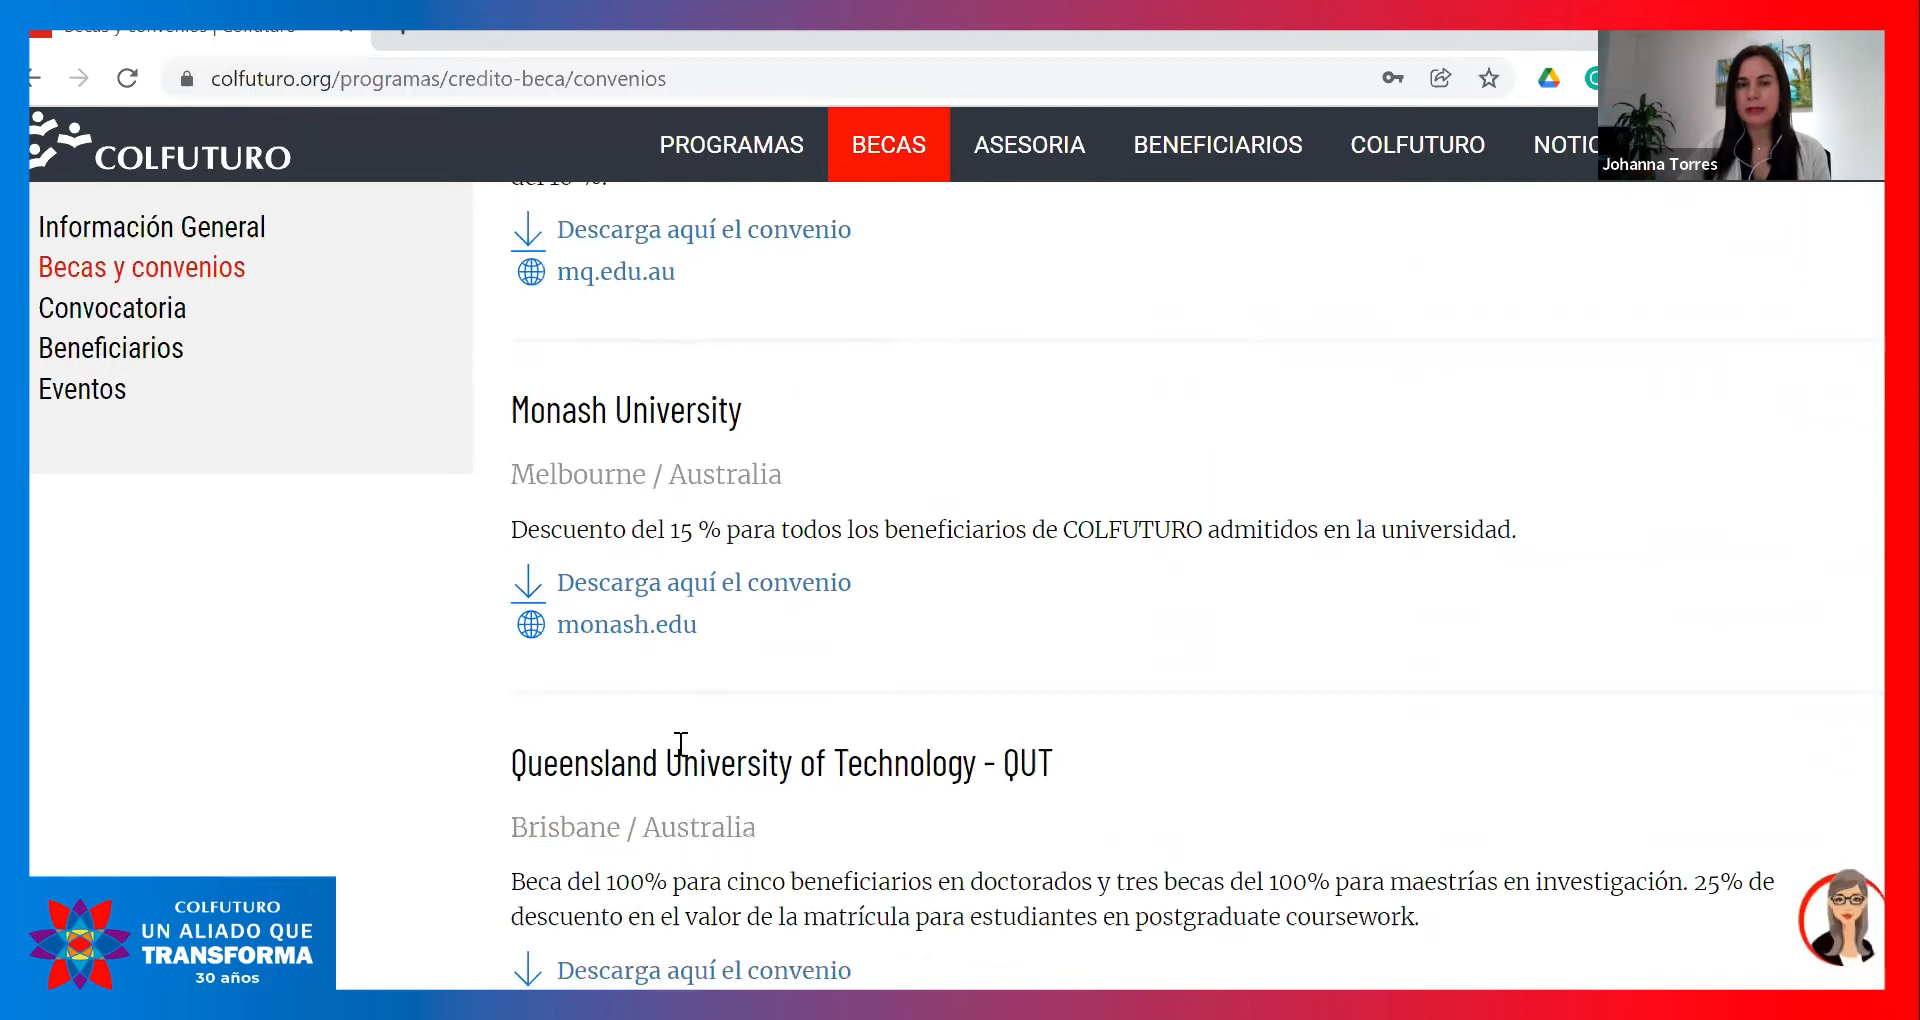 Becas y convenios | Colfuturo
colfuturo.org/programas/credito-beca/convenios
COLFUTURO
PROGRAMAS
BECAS
ASESORIA
BENEFICIARIOS
COLFUTURO
NOTIC
Johanna Torres
Información General
Becas y convenios
Convocatoria
Beneficiarios
Eventos
Descarga aquí el convenio
mq.edu.au
Monash University
Melbourne / Australia
Descuento del 15 % para todos los beneficiarios de COLFUTURO admitidos en la universidad.
Descarga aquí el convenio
monash.edu
Queensland University of Technology - QUT
Brisbane / Australia
Beca del 100% para cinco beneficiarios en doctorados y tres becas del 100% para maestrías en investigación. 25% de
descuento en el valor de la matrícula para estudiantes en postgraduate coursework.
Descarga aquí el convenio
COLFUTURO
UN ALIADO QUE
TRANSFORMA
30 años